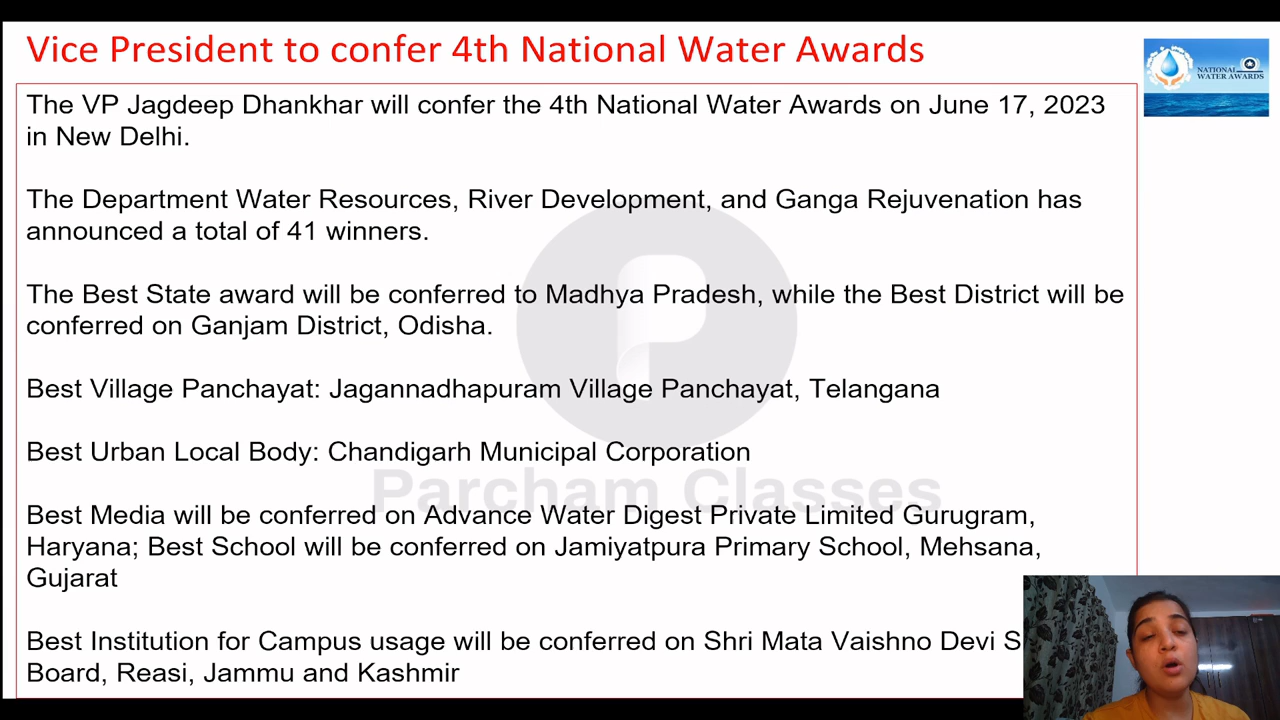 Vice President to confer 4th National Water Awards
NATIONAL
WATER AWARDS
The VP Jagdeep Dhankhar will confer the 4th National Water Awards on June 17, 2023
in New Delhi.
The Department Water Resources, River Development, and Ganga Rejuvenation has
announced a total of 41 winners.
The Best State award will be conferred to Madhya Pradesh, while the Best District will be
conferred on Ganjam District, Odisha.
Best Village Panchayat: Jagannadhapuram Village Panchayat, Telangana
Best Urban Local Body: Chandigarh Municipal Corporation
Parcham Classes
Best Media will be conferred on Advance Water Digest Private Limited Gurugram,
Haryana; Best School will be conferred on Jamiyatpura Primary School, Mehsana,
Gujarat
Best Institution for Campus usage will be conferred on Shri Mata Vaishno Devi S
Board, Reasi, Jammu and Kashmir